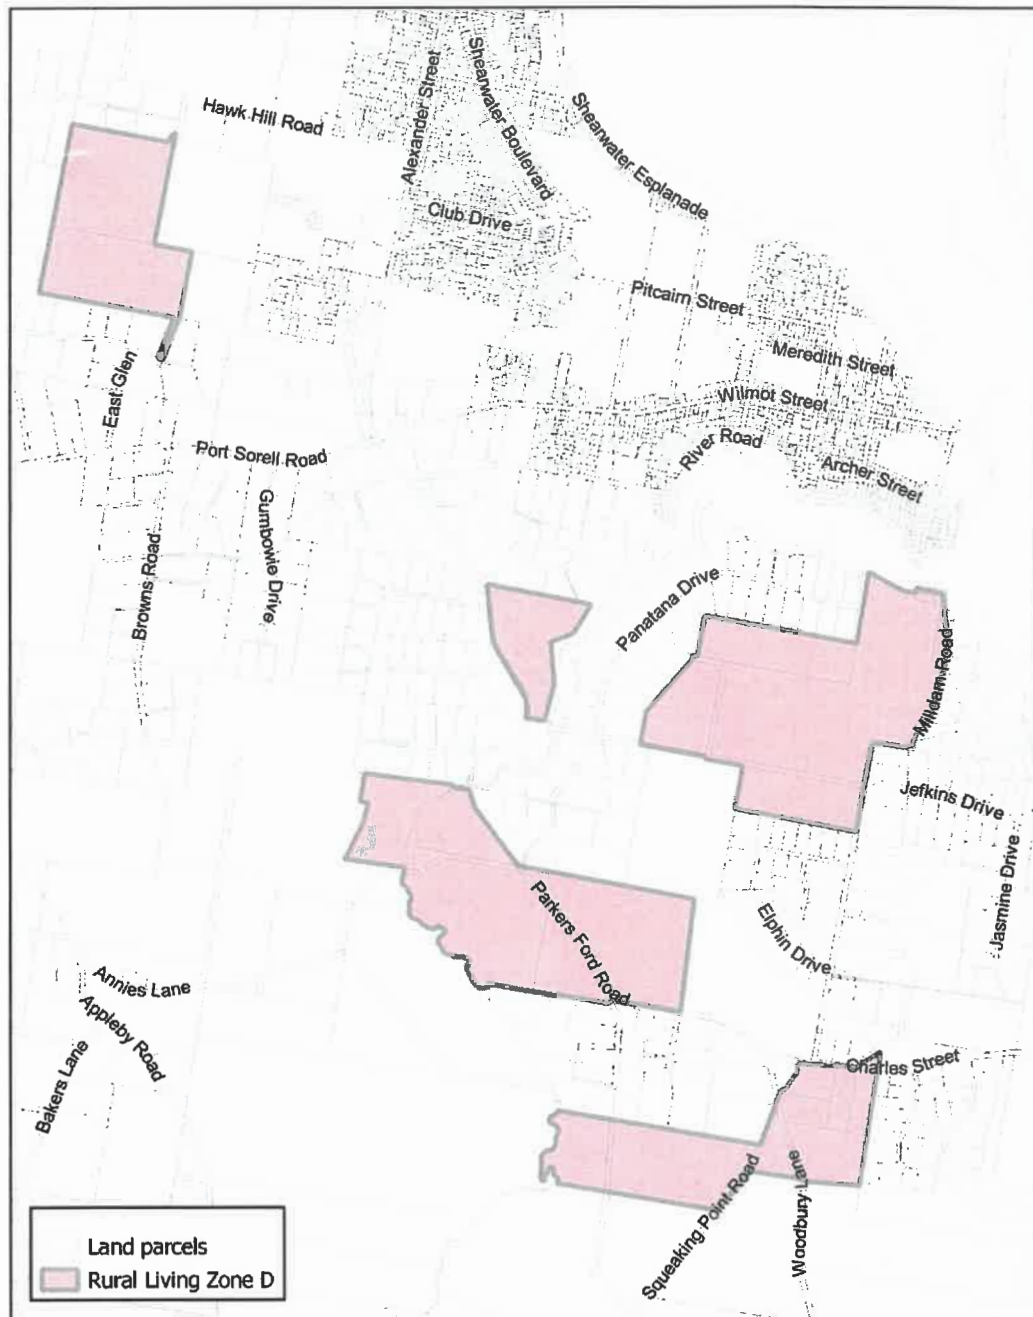 Hawk Hill Road
Alexander Street
Shearwater Boulevard
Shearwater Esplanade
Club Drive
Pitcairn Street
Meredith Street
East Glen
Wilmot Street
River Road
Port Sorell Road
Archer Street
Gumbowie Drive
Browns Road
Panatana Drive
Milldam Road
Jefkins Drive
Jasmine Drive
Parkers Ford Road
Elphin Drive
Annies Lane
Appleby Road
Bakers Lane
Charles Street
Squeaking Point Road
Woodbury Lane
Land parcels
Rural Living Zone D